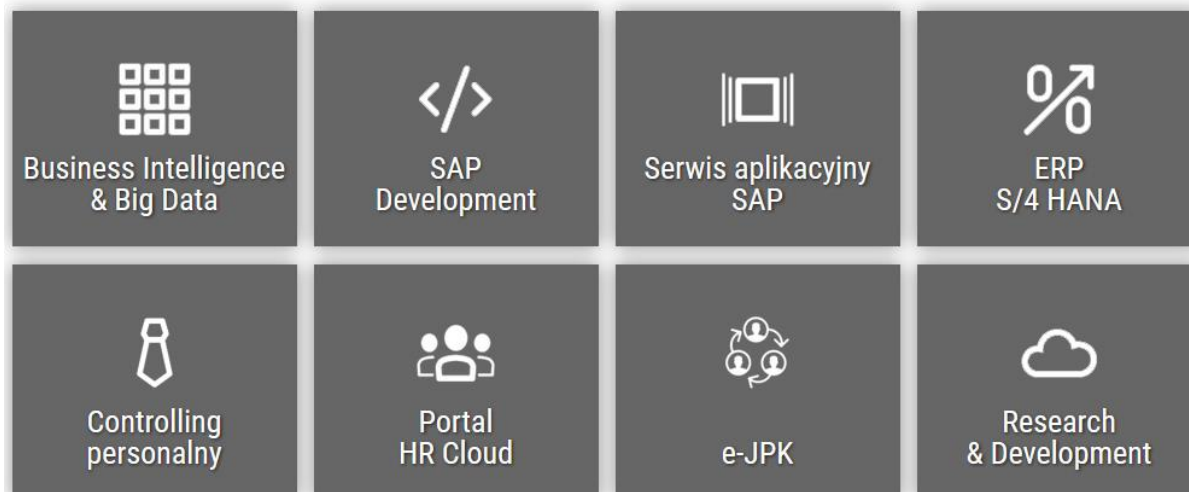 Business Intelligence
& Big Data
SAP
Development
Serwis aplikacyjny
SAP
ERP
S/4 HANA
Controlling
personalny
Portal
HR Cloud
e-JPK
Research
& Development